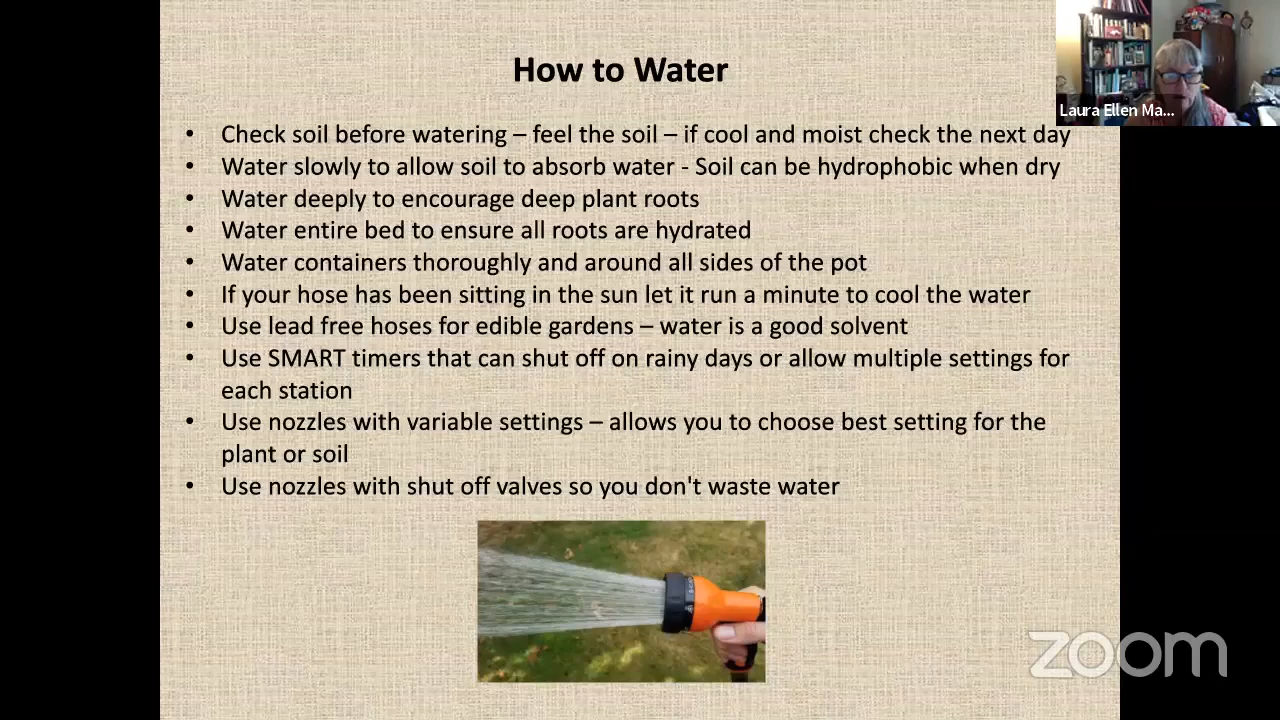 How to Water
Laura Ellen Ma...
• Check soil before watering – feel the soil – if cool and moist check the next day
• Water slowly to allow soil to absorb water - Soil can be hydrophobic when dry
• Water deeply to encourage deep plant roots
• Water entire bed to ensure all roots are hydrated
• Water containers thoroughly and around all sides of the pot
• If your hose has been sitting in the sun let it run a minute to cool the water
• Use lead free hoses for edible gardens – water is a good solvent
• Use SMART timers that can shut off on rainy days or allow multiple settings for
each station
• Use nozzles with variable settings – allows you to choose best setting for the
plant or soil
• Use nozzles with shut off valves so you don't waste water
zoom